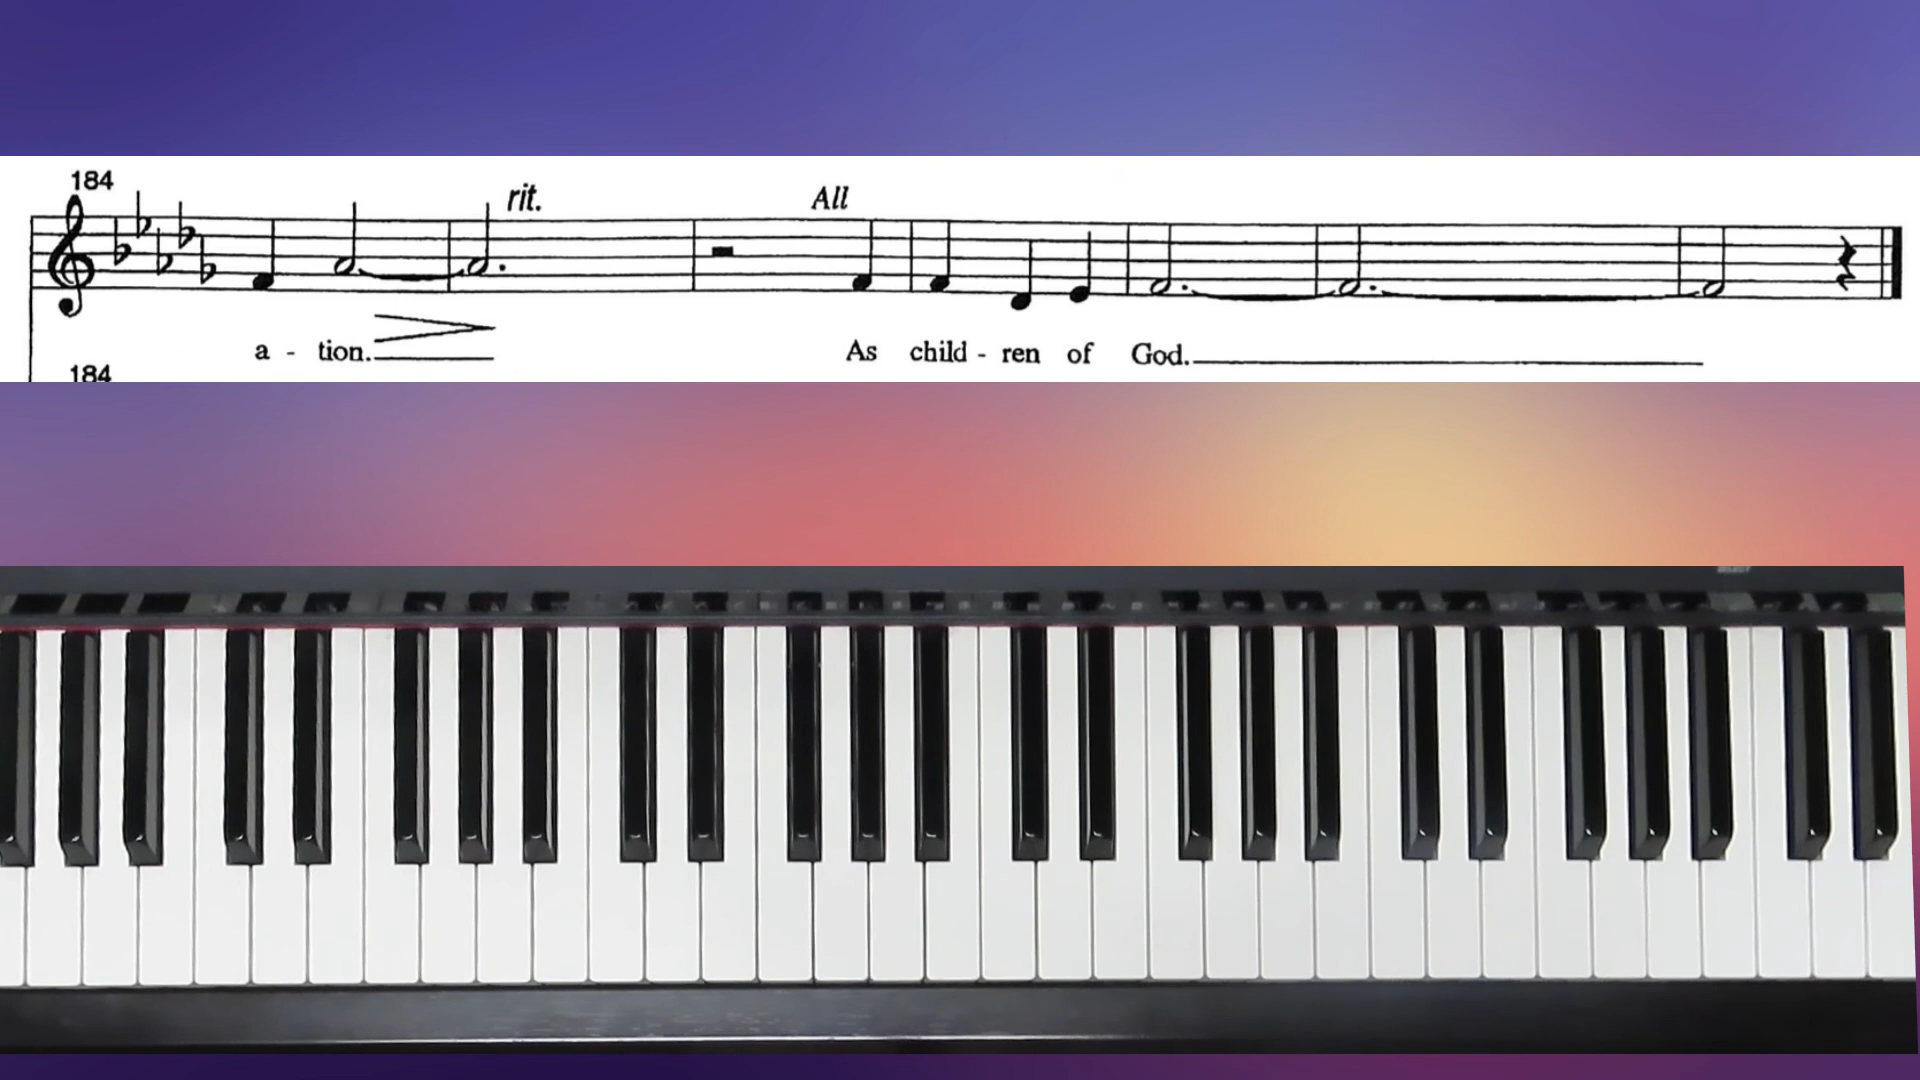 184
rit.
All
a - tion.
As child - ren of God.
184